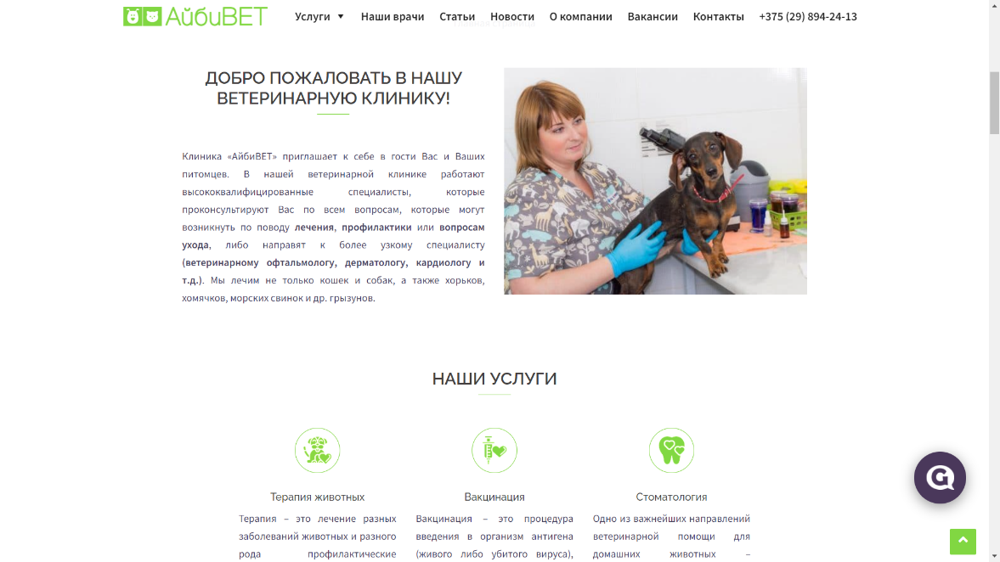 АйбиВЕТ
Услуги Наши врачи Статьи Новости О компании Вакансии Контакты +375 (29) 894-24-13
ДОБРО ПОЖАЛОВАТЬ В НАШУ
ВЕТЕРИНАРНУЮ КЛИНИКУ!
Клиника «АйбиВЕТ» приглашает к себе в гости Вас и Ваших
питомцев. В нашей ветеринарной клинике работают
высококвалифицированные специалисты, которые
проконсультируют Вас по всем вопросам, которые могут
возникнуть по поводу лечения, профилактики или вопросам
ухода, либо направят к более узкому специалисту
(ветеринарному офтальмологу, дерматологу, кардиологу и
т.д.). Мы лечим не только кошек и собак, а также хорьков,
хомячков, морских свинок и др. грызунов.
НАШИ УСЛУГИ
Терапия животных
Терапия – это лечение разных
заболеваний животных и разного
рода профилактические
Вакцинация
Вакцинация – это процедура
введения в организм антигена
(живого либо убитого вируса),
Стоматология
Одно из важнейших направлений
ветеринарной помощи для
домашних животных –